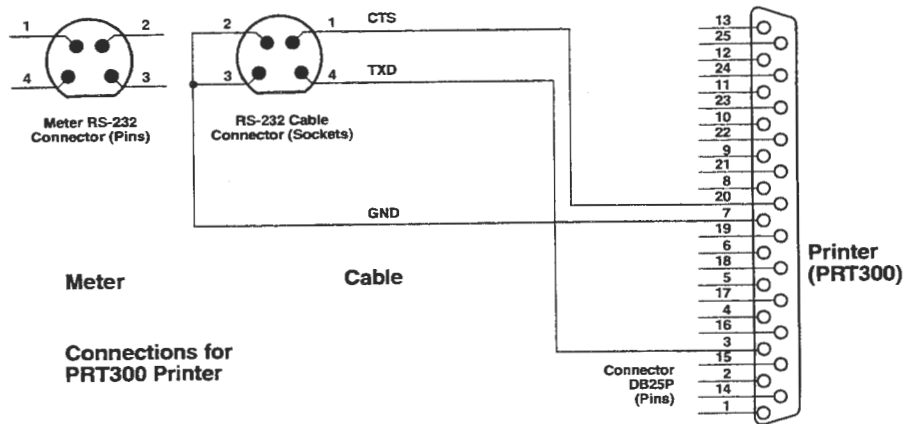 1
2
4
3
Meter RS-232
Connector (Pins)
2
1
3
4
RS-232 Cable
Connector (Sockets)
CTS
TXD
GND
Meter
Cable
Connections for
PRT300 Printer
13
25
12
24
11
23
10
22
9
21
8
20
7
19
6
18
5
17
4
16
3
15
2
14
1
Connector
DB25P
(Pins)
Printer
(PRT300)